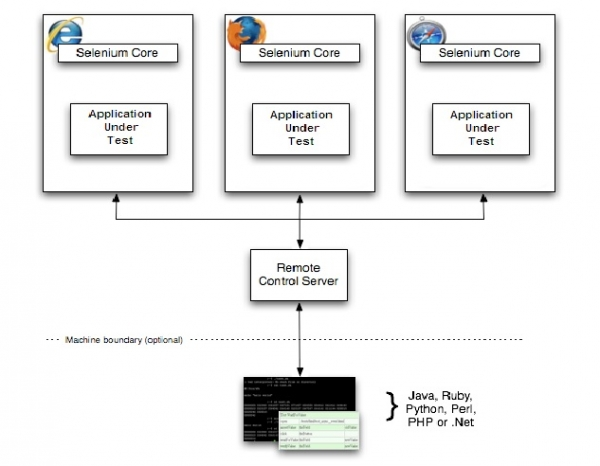 Selenium Core
Selenium Core
Selenium Core
Application
Under
Test
Application
Under
Test
Application
Under
Test
Remote
Control Server
Machine boundary (optional)
Java, Ruby,
Python, Perl,
PHP or .Net
}